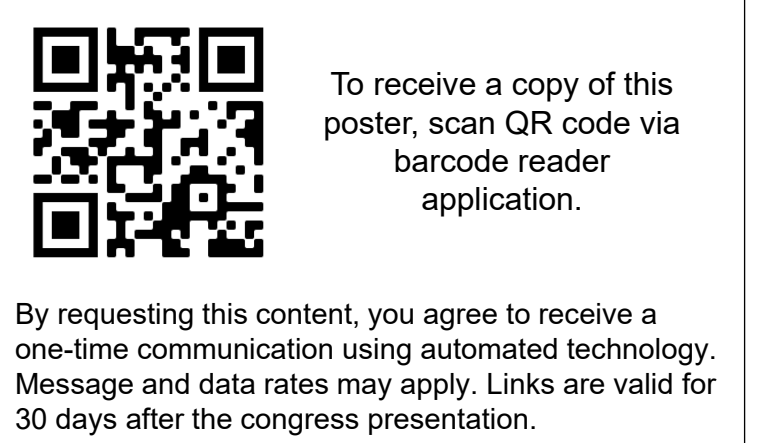 To receive a copy of this
poster, scan QR code via
barcode reader
application.
By requesting this content, you agree to receive a
one-time communication using automated technology.
Message and data rates may apply. Links are valid for
30 days after the congress presentation.